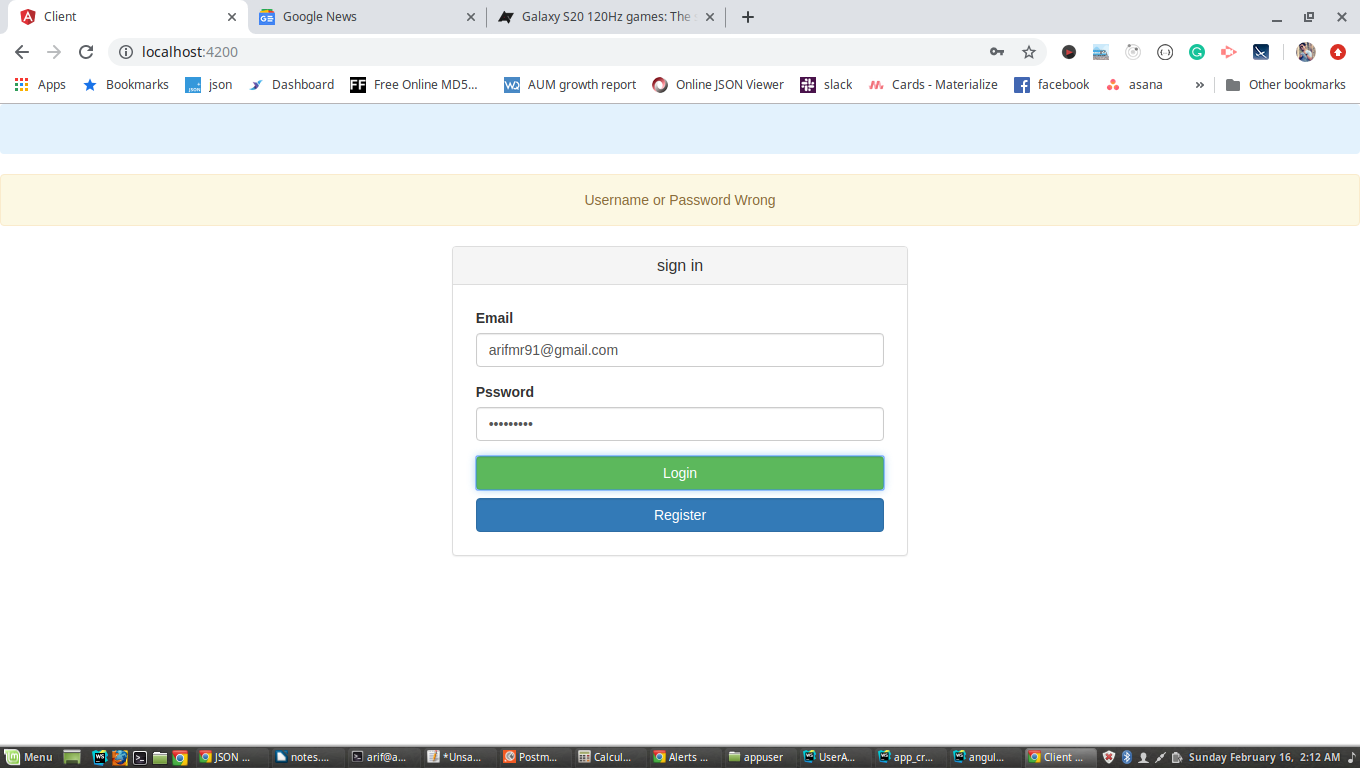 Client
Google News
Galaxy S20 120Hz games: The
localhost:4200
Apps Bookmarks json Dashboard Free Online MD5... AUM growth report Online JSON Viewer slack Cards - Materialize facebook asana » Other bookmarks
Username or Password Wrong
sign in
Email
arifmr91@gmail.com
Pssword
•••••••••
Login
Register
Menu JSON ... notes.... arif@a... *Unsa... Postm... Calcul... Alerts ... appuser UserA... app_cr... angul... Client ... Sunday February 16, 2:12 AM